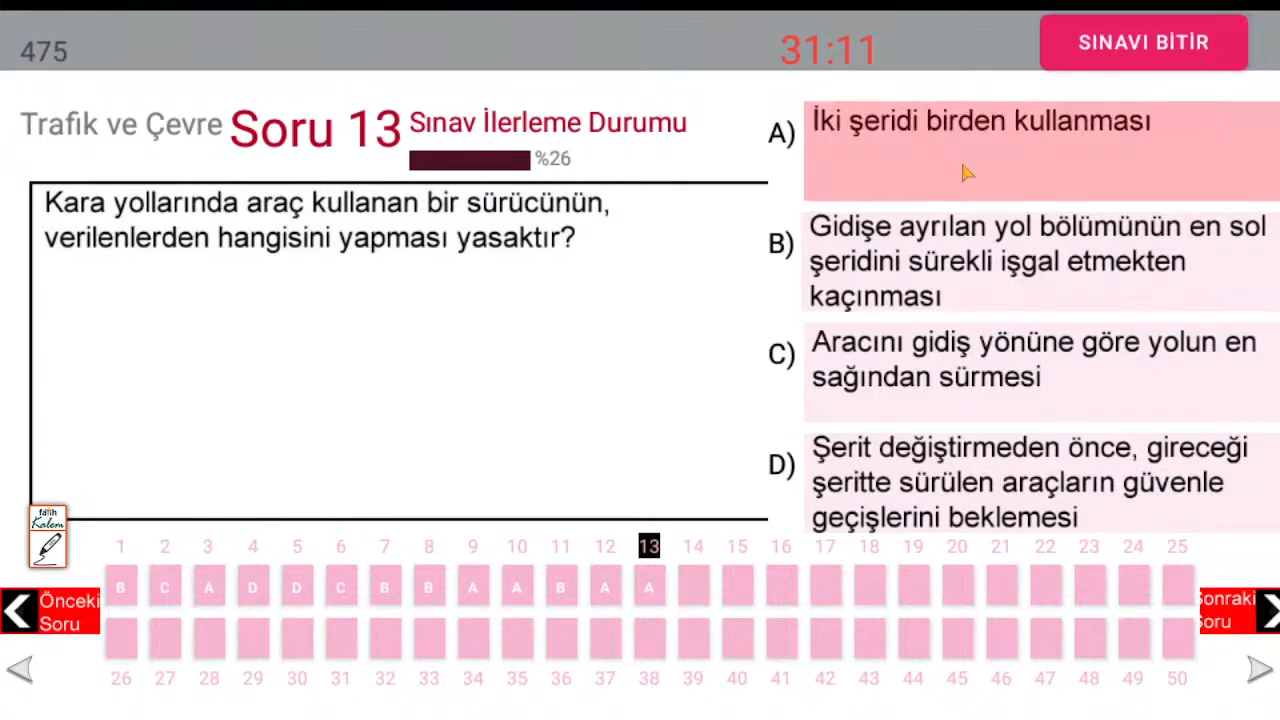 475
31:11
SINAVI BİTİR
Trafik ve Çevre
Soru 13
Sınav İlerleme Durumu
%26
Kara yollarında araç kullanan bir sürücünün,
verilenlerden hangisini yapması yasaktır?
A)
İki şeridi birden kullanması
B)
Gidişe ayrılan yol bölümünün en sol
şeridini sürekli işgal etmekten
kaçınması
C)
Aracını gidiş yönüne göre yolun en
sağından sürmesi
D)
Şerit değiştirmeden önce, gireceği
şeritte sürülen araçların güvenle
geçişlerini beklemesi
fatih
Kalem
1 2 3 4 5 6 7 8 9 10 11 12 13 14 15 16 17 18 19 20 21 22 23 24 25
B C A D D C B B A A B A A
Önceki
Soru
Sonraki
Soru
26 27 28 29 30 31 32 33 34 35 36 37 38 39 40 41 42 43 44 45 46 47 48 49 50